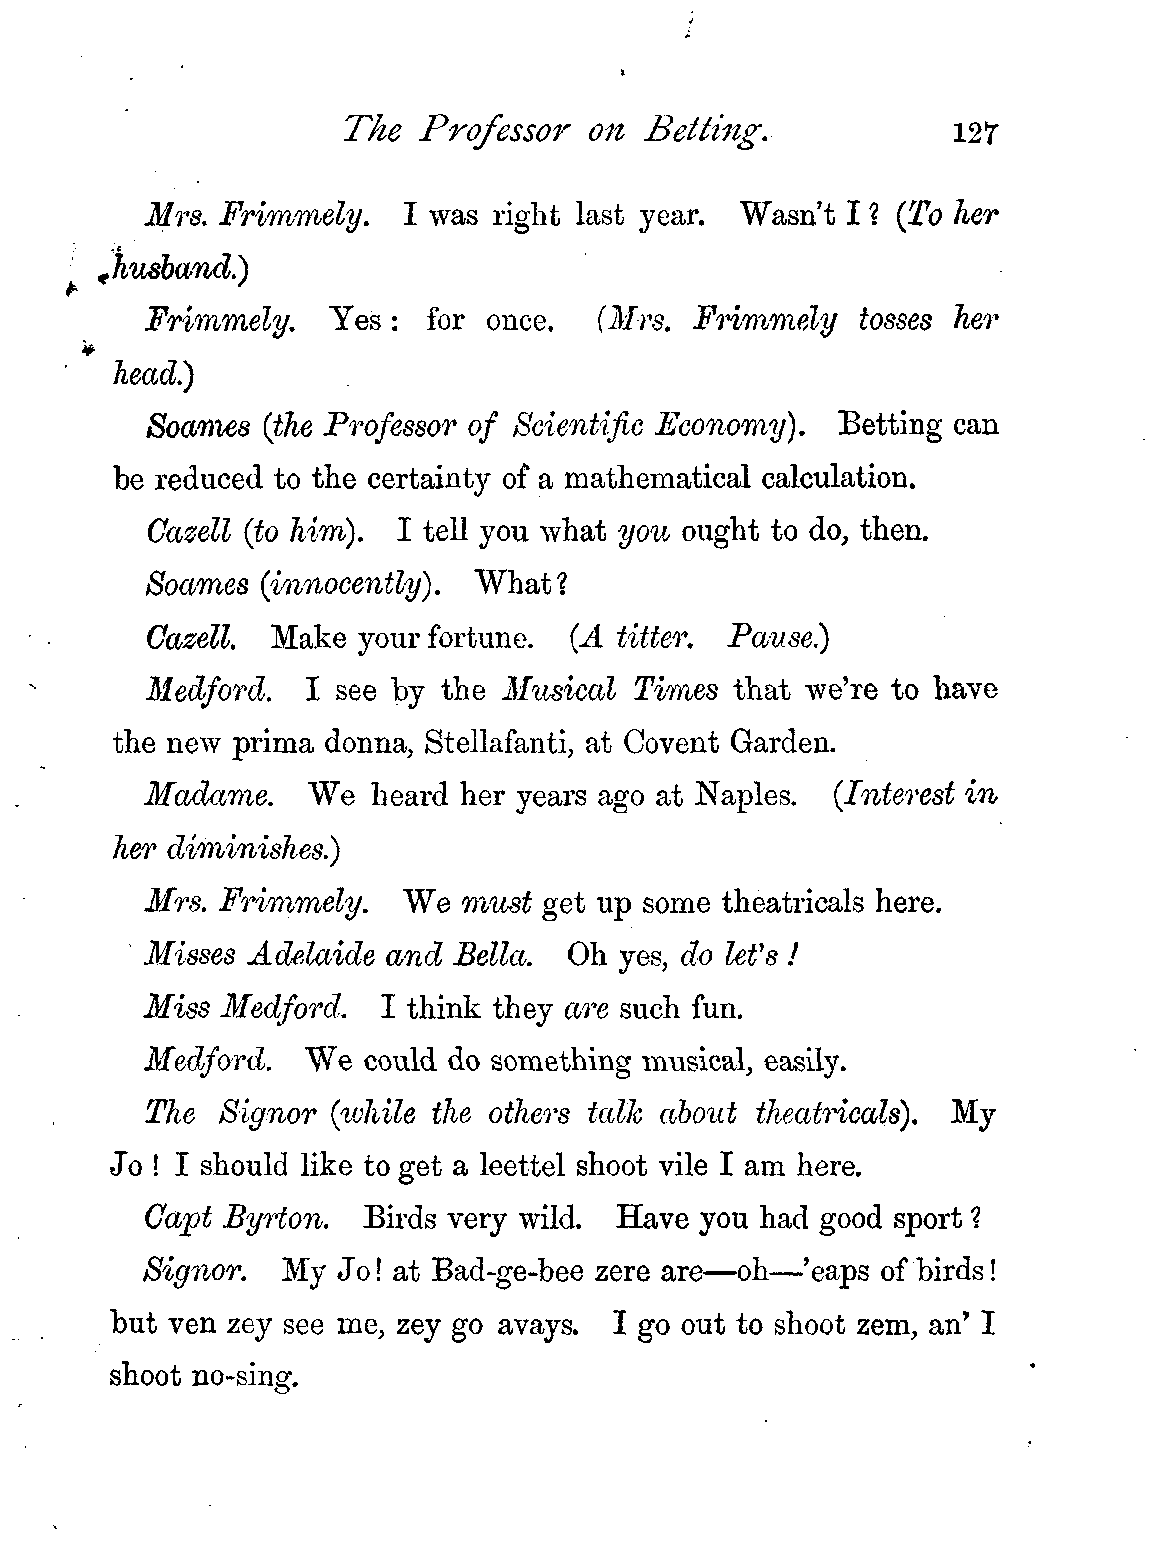 The Professor on Betting. 127
Mrs. Frimmely. I was right last year. Wasn't I? (To her
husband.)
Frimmely. Yes: for once. (Mrs. Frimmely tosses her
head.)
Soames (the Professor of Scientific Economy). Betting can
be reduced to the certainty of a mathematical calculation.
Cazell (to him). I tell you what you ought to do, then.
Soames (innocently). What?
Cazell. Make your fortune. (A titter. Pause.)
Medford. I see by the Musical Times that we're to have
the new prima donna, Stellafanti, at Covent Garden.
Madame. We heard her years ago at Naples. (Interest in
her diminishes.)
Mrs. Frimmely. We must get up some theatricals here.
Misses Adelaide and Bella. Oh yes, do let's!
Miss Medford. I think they are such fun.
Medford. We could do something musical, easily.
The Signor (while the others talk about theatricals). My
Jo! I should like to get a leettel shoot vile I am here.
Capt Byrton. Birds very wild. Have you had good sport?
Signor. My Jo! at Bad-ge-bee zere are—oh—'eaps of birds!
but ven zey see me, zey go avays. I go out to shoot zem, an' I
shoot no-sing.